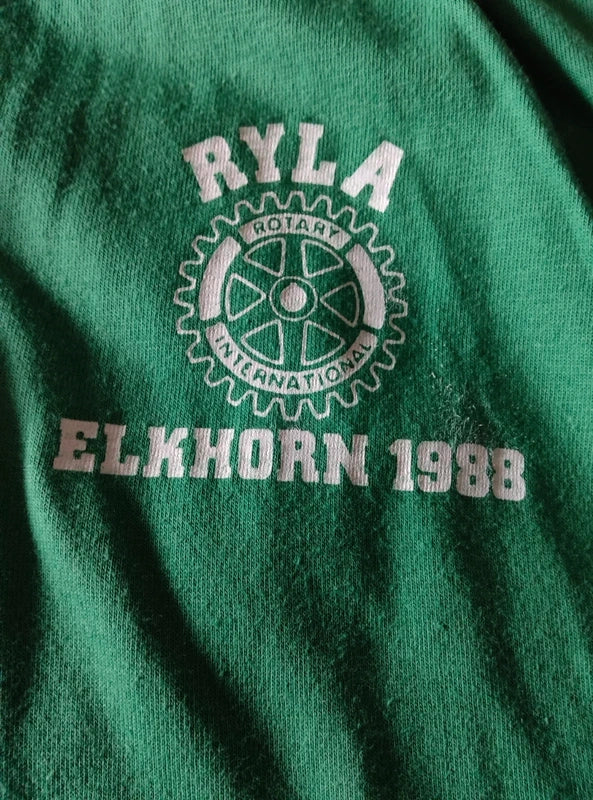 RYLA
ROTARY
INTERNATIONAL
ELKHORN 1988